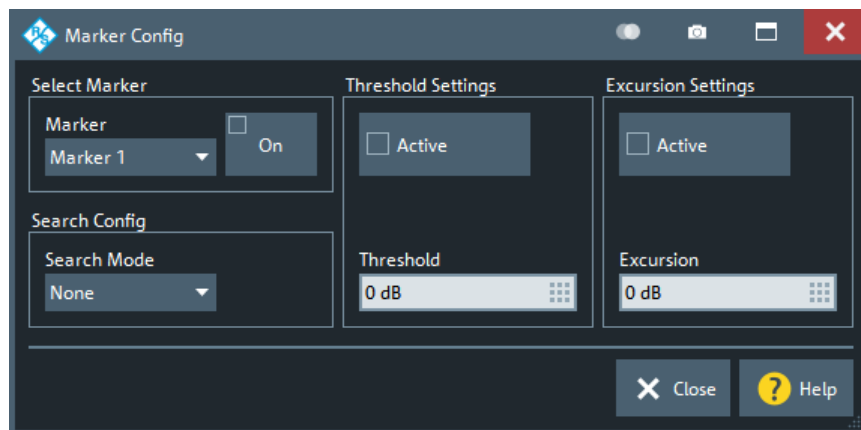 R&S Marker Config
Select Marker
Marker
Marker 1
On
Search Config
Search Mode
None
Threshold Settings
Active
Threshold
0 dB
Excursion Settings
Active
Excursion
0 dB
Close
? Help